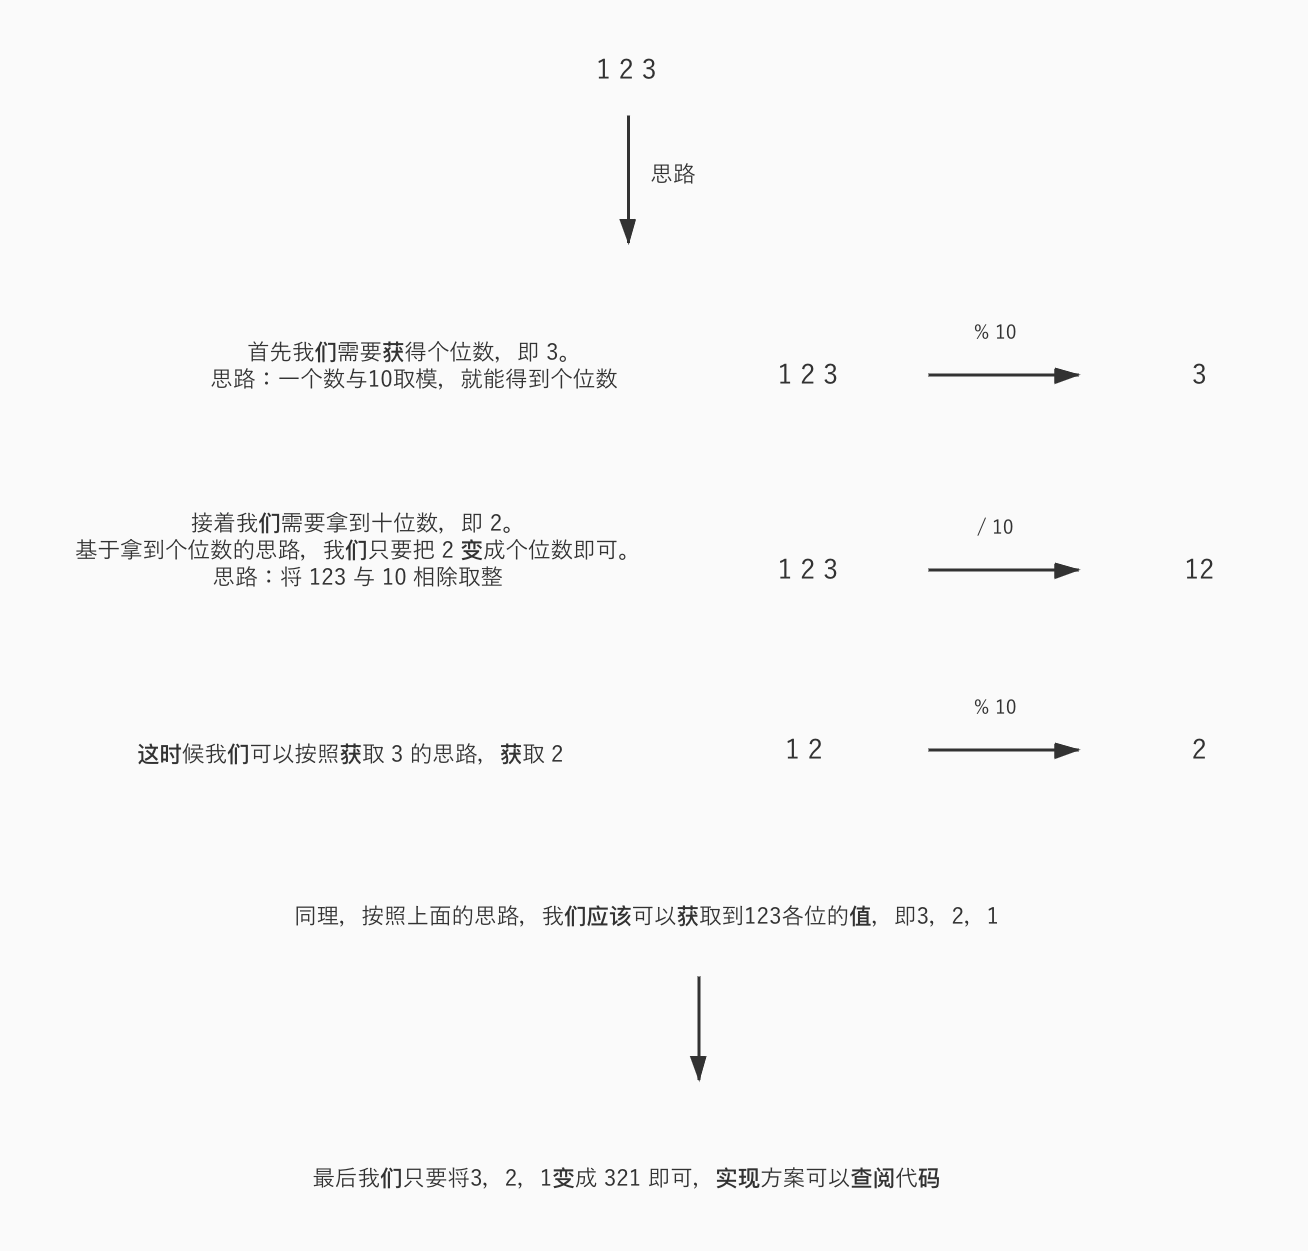 1 2 3
思路
首先我们需要获得个位数，即 3。
思路：一个数与10取模，就能得到个位数
% 10
1 2 3
3
接着我们需要拿到十位数，即 2。
基于拿到个位数的思路，我们只要把 2 变成个位数即可。
思路：将 123 与 10 相除取整
/ 10
1 2 3
12
这时候我们可以按照获取 3 的思路，获取 2
% 10
1 2
2
同理，按照上面的思路，我们应该可以获取到123各位的值，即3，2，1
最后我们只要将3，2，1变成 321 即可，实现方案可以查阅代码